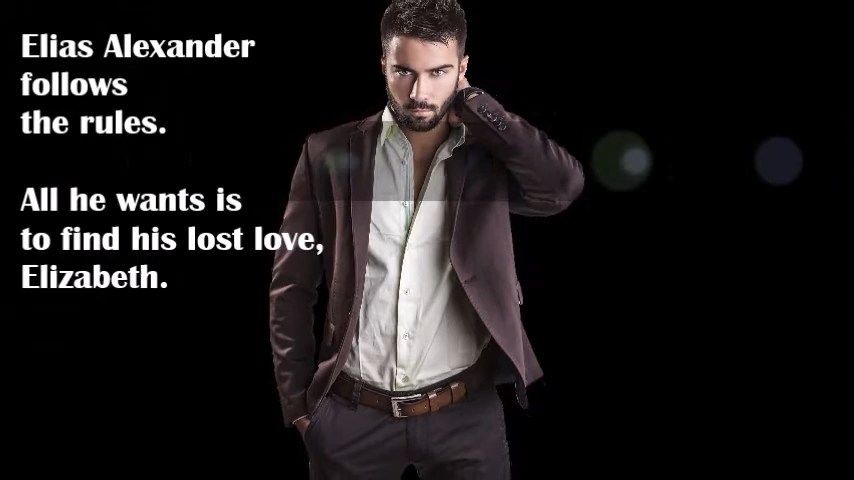 Elias Alexander
follows
the rules.
All he wants is
to find his lost love,
Elizabeth.